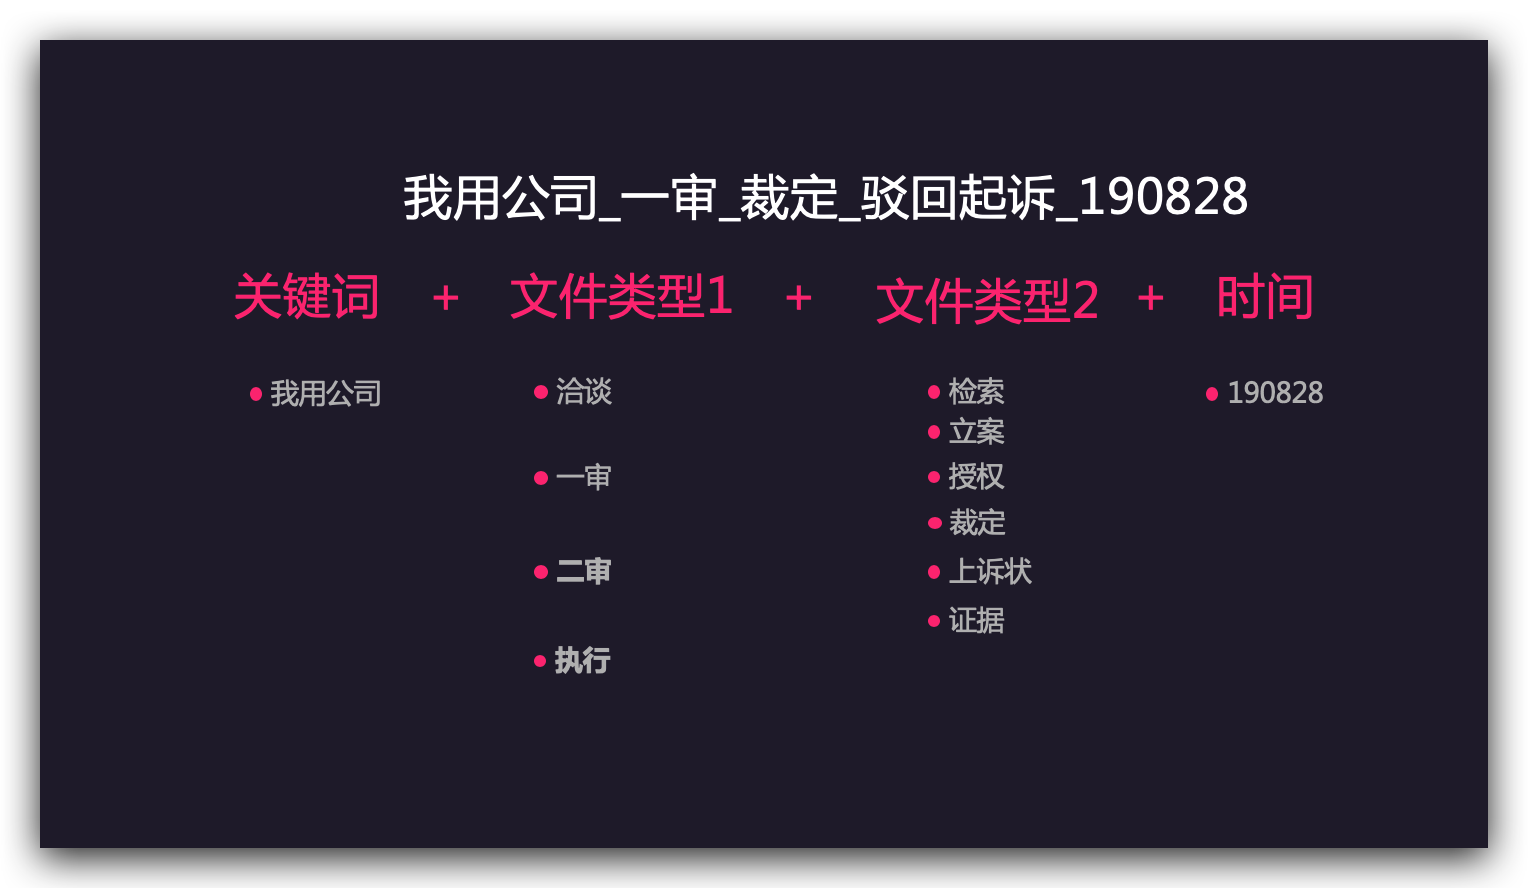 我用公司_一审_裁定_驳回起诉_190828
关键词 + 文件类型1 + 文件类型2 + 时间
我用公司
洽谈
一审
二审
执行
检索
立案
授权
裁定
上诉状
证据
190828